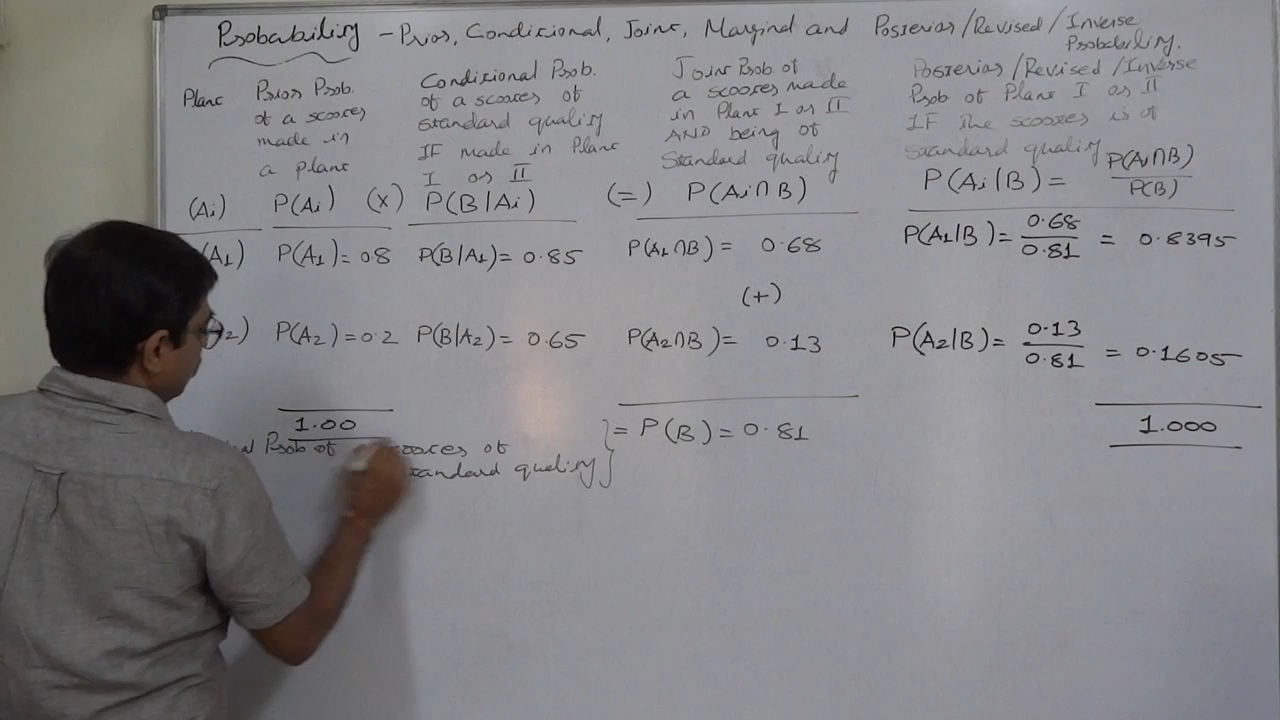 Probability - Prior, Conditional, Joint, Marginal and Posterior/Revised/Inverse
Probability.
Plant
Prior Prob.
of a scooter
made in
a plant
Conditional Prob.
of a scooter of
standard quality
IF made in Plant
I or II
Joint Prob of
a scooter made
in Plant I or II
AND being of
Standard quality
Posterior/Revised/Inverse
Prob of Plant I or II
IF the scooter is of
standard quality
(Ai) P(Ai) (x) P(B|Ai) (=) P(Ai∩B) P(Ai|B) = P(Ai∩B)/P(B)
(A1) P(A1)=0.8 P(B|A1)= 0.85 P(A1∩B)= 0.68 P(A1|B)= 0.68/0.81 = 0.8395
(+)
2) P(A2)=0.2 P(B|A2)= 0.65 P(A2∩B)= 0.13 P(A2|B)= 0.13/0.81 = 0.1605
1.00 1.000
Prob of scooter of
standard quality } = P(B)= 0.81